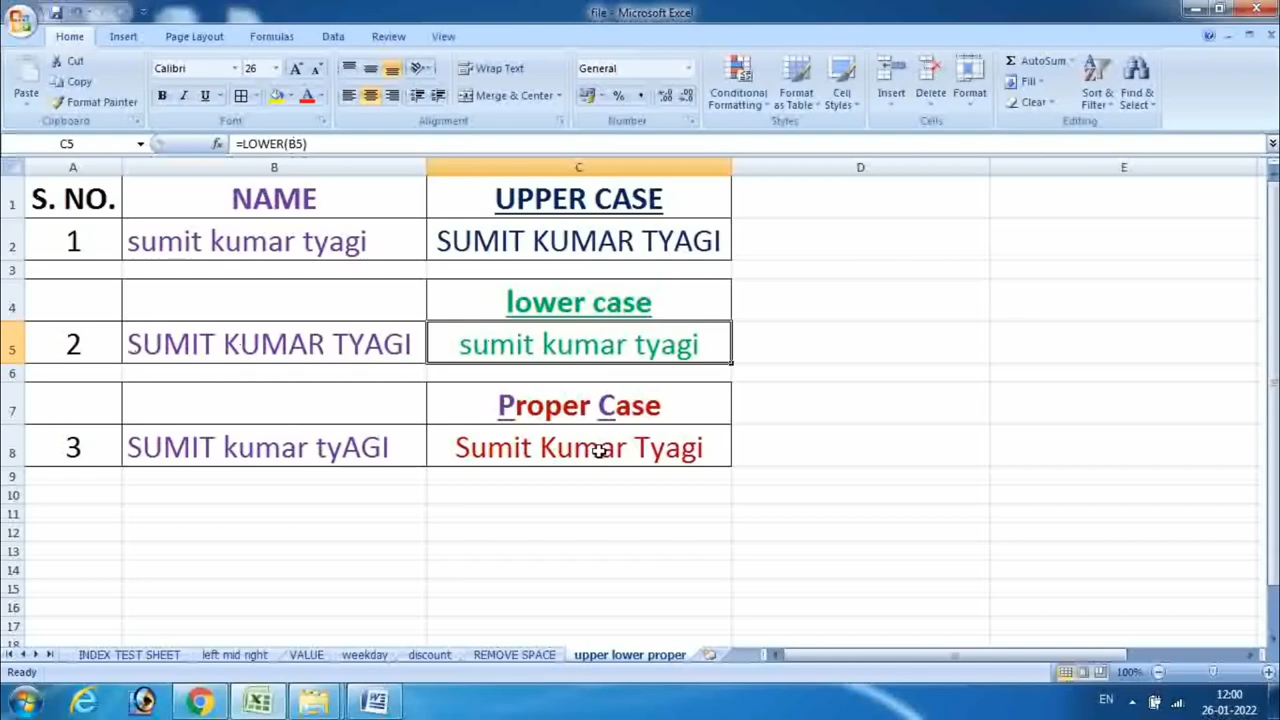 file - Microsoft Excel
Home Insert Page Layout Formulas Data Review View
Cut
Copy
Format Painter
Paste
Clipboard
Calibri 26
B I U
Font
Wrap Text
Merge & Center
Alignment
General
Number
Conditional Formatting
Format as Table
Cell Styles
Styles
Insert Delete Format
Cells
AutoSum
Fill
Clear
Sort & Filter
Find & Select
Editing
C5 fx =LOWER(B5)
A B C D E
1 S. NO. NAME UPPER CASE
2 1 sumit kumar tyagi SUMIT KUMAR TYAGI
3
4 lower case
5 2 SUMIT KUMAR TYAGI sumit kumar tyagi
6
7 Proper Case
8 3 SUMIT kumar tyAGI Sumit Kumar Tyagi
9
10
11
12
13
14
15
16
17
18
INDEX TEST SHEET left mid right VALUE weekday discount REMOVE SPACE upper lower proper
Ready 100%
EN 12:00
26-01-2022